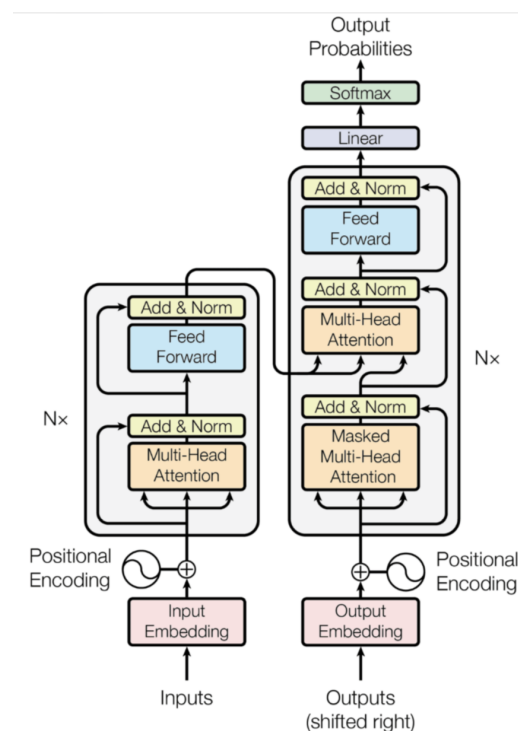 Output
Probabilities
Softmax
Linear
Add & Norm
Feed
Forward
Add & Norm
Multi-Head
Attention
Add & Norm
Masked
Multi-Head
Attention
Nx
Positional
Encoding
Output
Embedding
Outputs
(shifted right)
Add & Norm
Feed
Forward
Add & Norm
Multi-Head
Attention
Nx
Positional
Encoding
Input
Embedding
Inputs